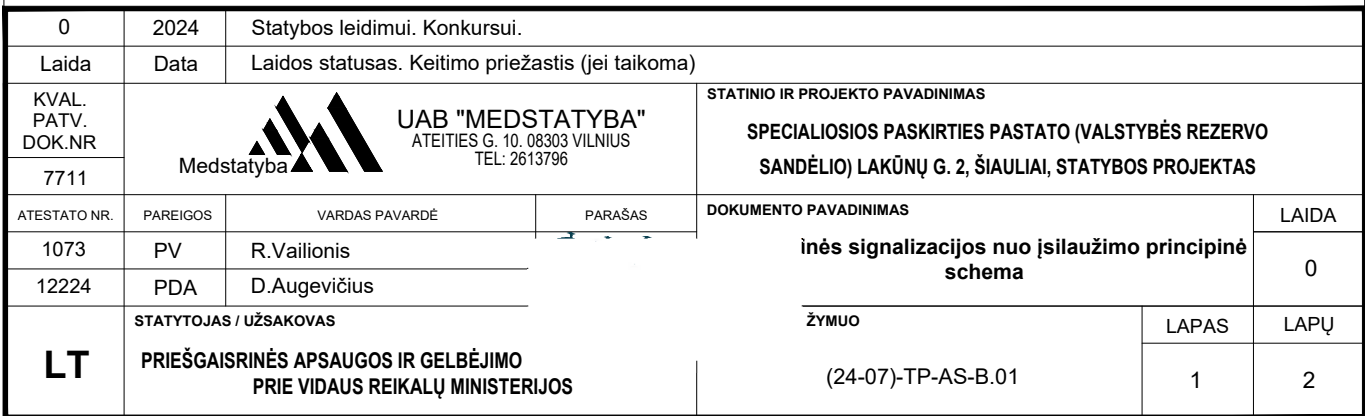 0 2024 Statybos leidimui. Konkursui.
Laida Data Laidos statusas. Keitimo priežastis (jei taikoma)
KVAL.
PATV.
DOK.NR
7711
Medstatyba
UAB "MEDSTATYBA"
ATEITIES G. 10. 08303 VILNIUS
TEL: 2613796
STATINIO IR PROJEKTO PAVADINIMAS
SPECIALIOSIOS PASKIRTIES PASTATO (VALSTYBĖS REZERVO
SANDĖLIO) LAKŪNŲ G. 2, ŠIAULIAI, STATYBOS PROJEKTAS
ATESTATO NR. PAREIGOS VARDAS PAVARDĖ PARAŠAS
1073 PV R.Vailionis
12224 PDA D.Augevičius
DOKUMENTO PAVADINIMAS
signalizacijos nuo įsilaužimo principinė
schema
LAIDA
0
LT
STATYTOJAS / UŽSAKOVAS
PRIEŠGAISRINĖS APSAUGOS IR GELBĖJIMO
PRIE VIDAUS REIKALŲ MINISTERIJOS
ŽYMUO
(24-07)-TP-AS-B.01
LAPAS
1
LAPŲ
2